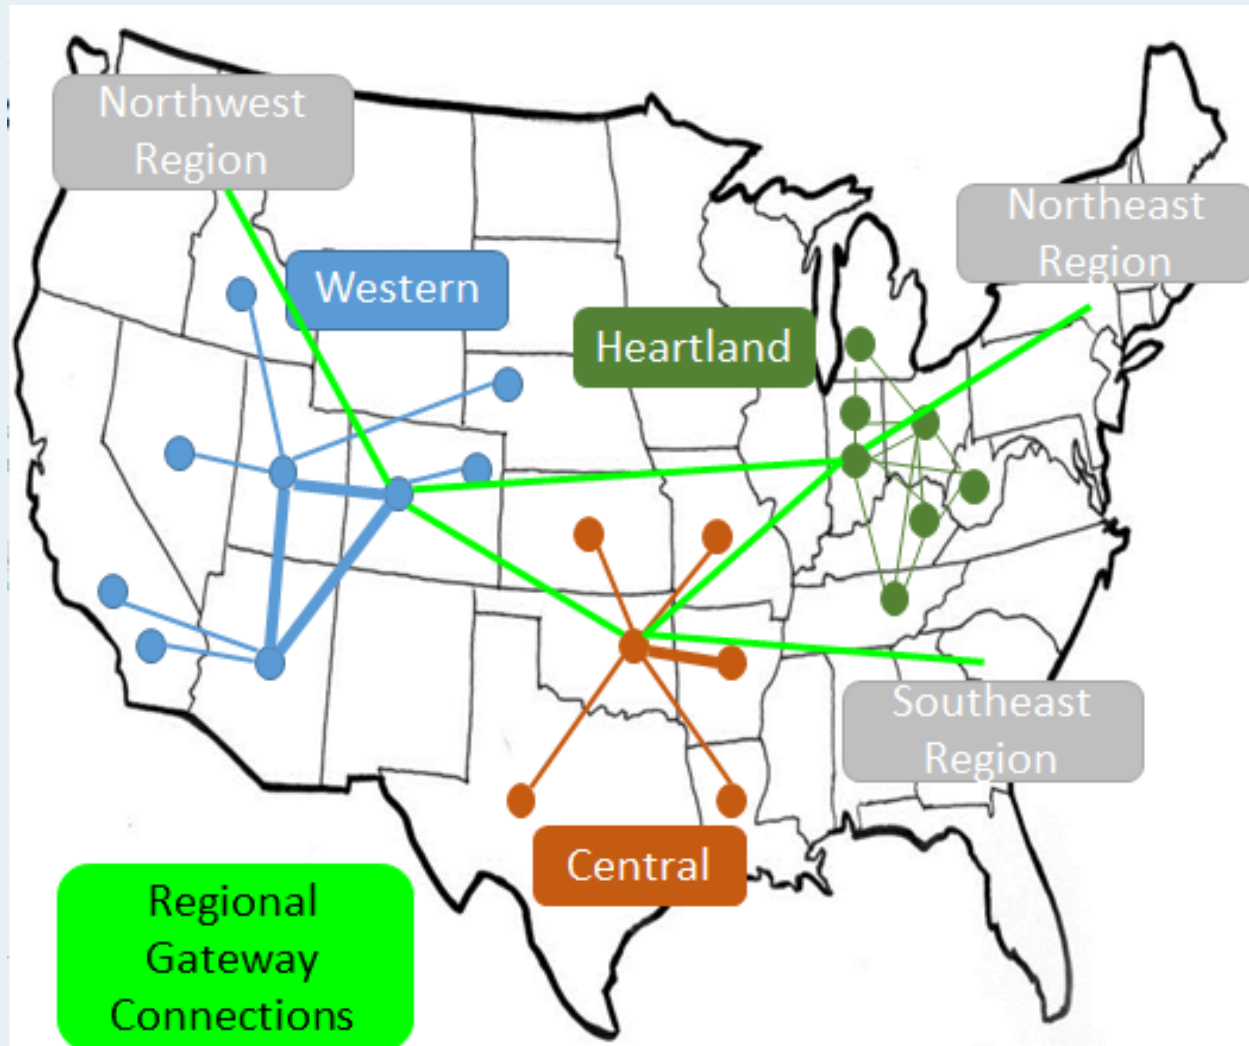 Northwest
Region
Northeast
Region
Western
Heartland
Southeast
Region
Central
Regional
Gateway
Connections